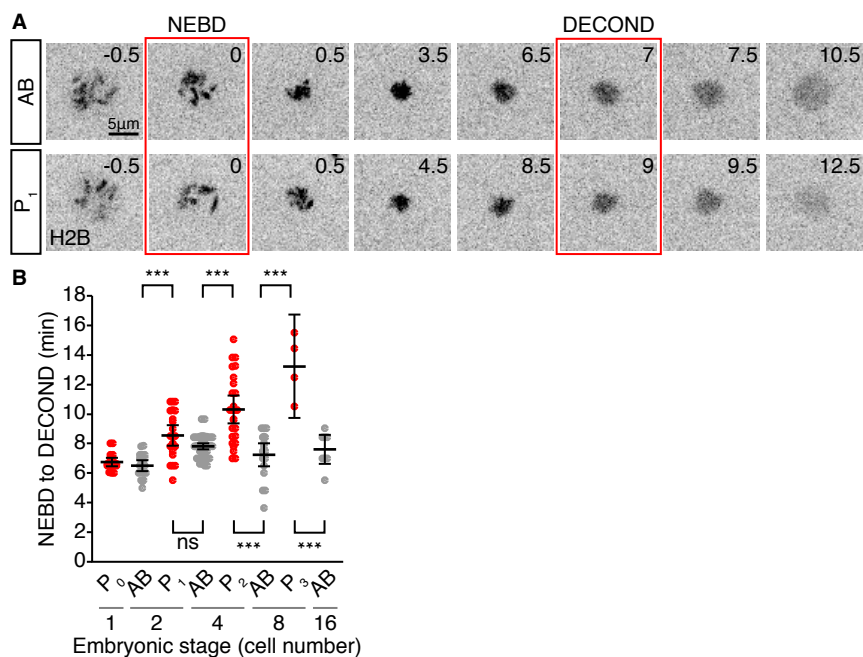 A
NEBD
DECOND
AB
-0.5
0
0.5
3.5
6.5
7
7.5
10.5
5μm
P1
-0.5
0
0.5
4.5
8.5
9
9.5
12.5
H2B
B
*** *** ***
NEBD to DECOND (min)
18
16
14
12
10
8
6
4
2
0
ns *** ***
P0 AB P1 AB P2 AB P3 AB
1 2 4 8 16
Embryonic stage (cell number)